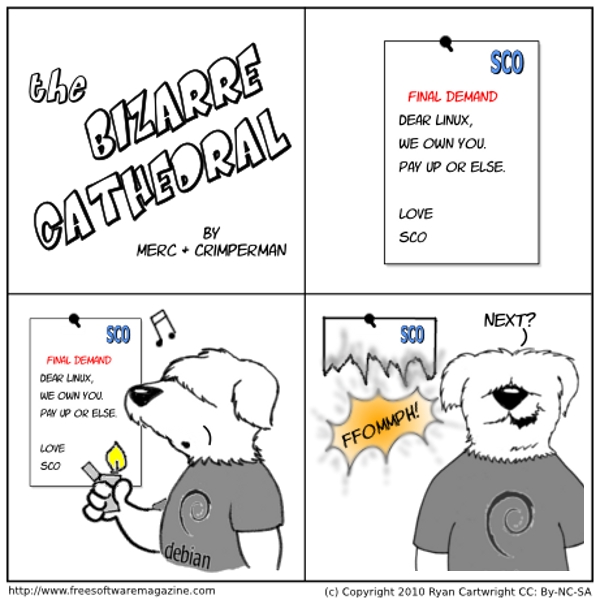 the
BIZARRE
CATHEDRAL
BY
MERC + CRIMPERMAN
SCO
FINAL DEMAND
DEAR LINUX,
WE OWN YOU.
PAY UP OR ELSE.
LOVE
SCO
SCO
FINAL DEMAND
DEAR LINUX,
WE OWN YOU.
PAY UP OR ELSE.
LOVE
SCO
debian
SCO
NEXT?
FFOMMPH!
http://www.freesoftwaremagazine.com
(c) Copyright 2010 Ryan Cartwright CC: By-NC-SA